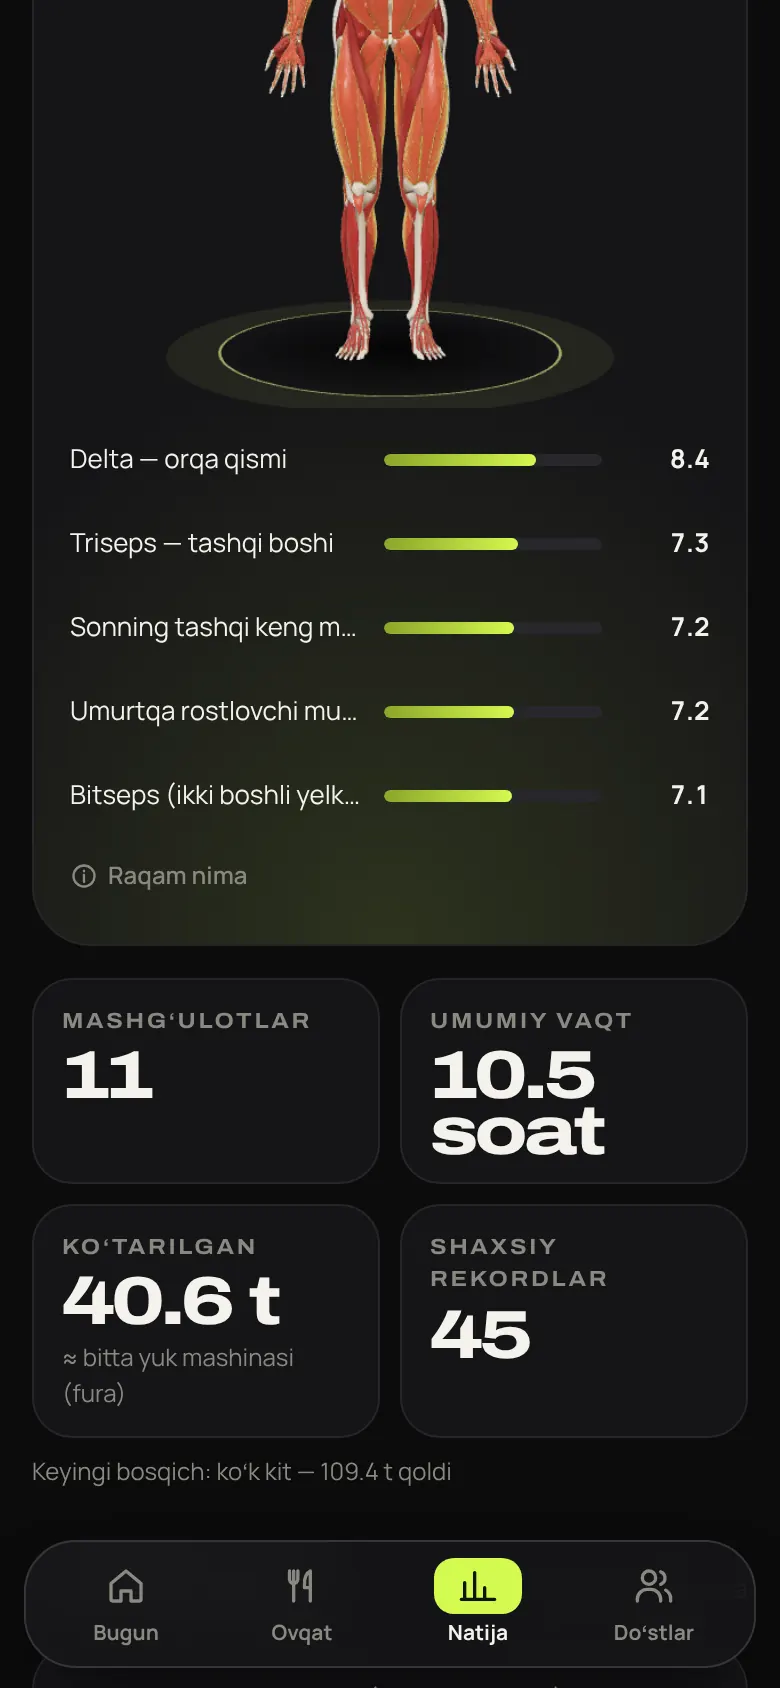 Delta — orqa qismi 8.4
Triseps — tashqi boshi 7.3
Sonning tashqi keng m... 7.2
Umurtqa rostlovchi mu... 7.2
Bitseps (ikki boshli yelk... 7.1
Raqam nima
MASHG‘ULOTLAR
11
UMUMIY VAQT
10.5
soat
KO‘TARILGAN
40.6 t
≈ bitta yuk mashinasi
(fura)
SHAXSIY
REKORDLAR
45
Keyingi bosqich: ko‘k kit — 109.4 t qoldi
Bugun
Ovqat
Natija
Do‘stlar